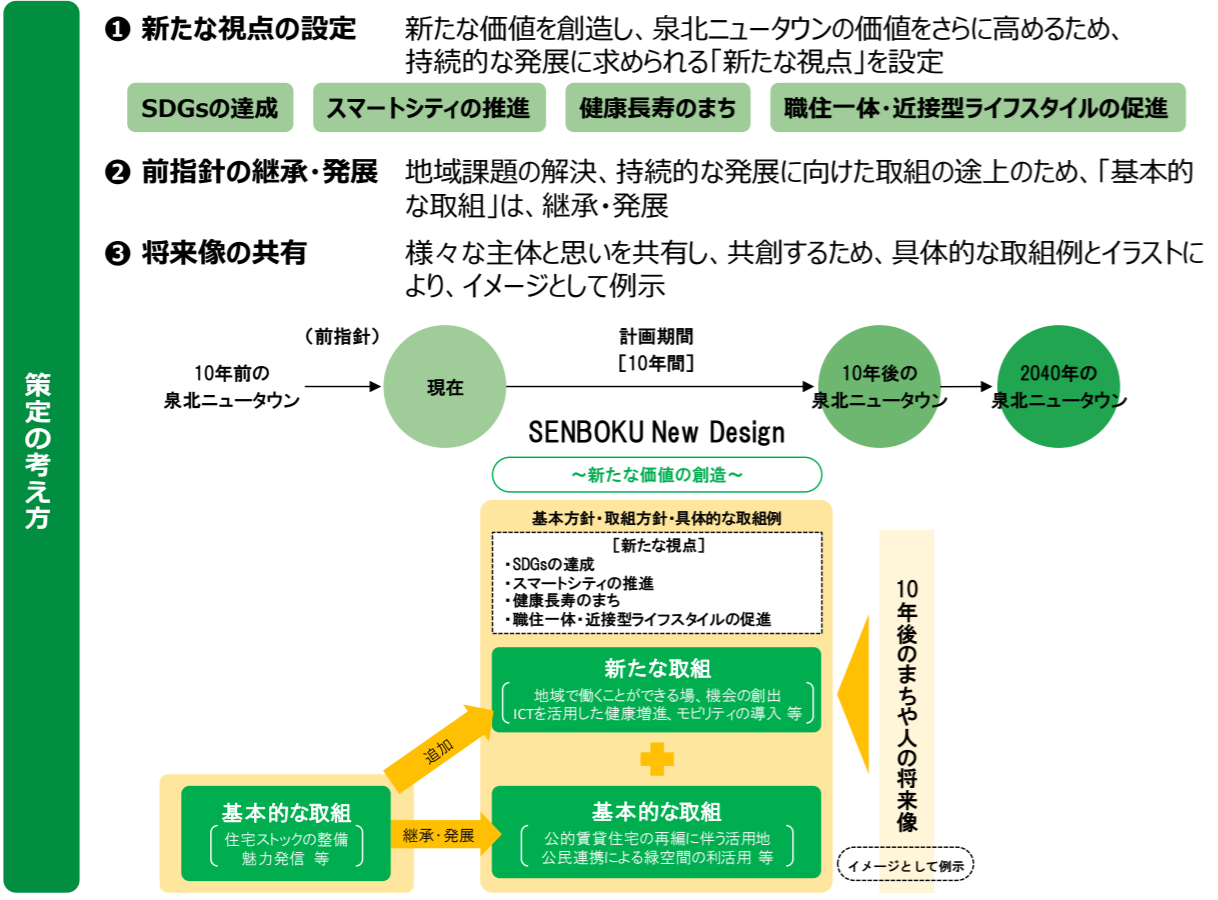 策定の考え方
❶ 新たな視点の設定
新たな価値を創造し、泉北ニュータウンの価値をさらに高めるため、
持続的な発展に求められる「新たな視点」を設定
SDGsの達成
スマートシティの推進
健康長寿のまち
職住一体・近接型ライフスタイルの促進
❷ 前指針の継承・発展
地域課題の解決、持続的な発展に向けた取組の途上のため、「基本的
な取組」は、継承・発展
❸ 将来像の共有
様々な主体と思いを共有し、共創するため、具体的な取組例とイラストに
より、イメージとして例示
10年前の
泉北ニュータウン
（前指針）
現在
計画期間
［10年間］
10年後の
泉北ニュータウン
2040年の
泉北ニュータウン
SENBOKU New Design
～新たな価値の創造～
基本方針・取組方針・具体的な取組例
［新たな視点］
・SDGsの達成
・スマートシティの推進
・健康長寿のまち
・職住一体・近接型ライフスタイルの促進
新たな取組
地域で働くことができる場、機会の創出
ICTを活用した健康増進、モビリティの導入 等
追加
基本的な取組
住宅ストックの整備
魅力発信 等
継承・発展
基本的な取組
公的賃貸住宅の再編に伴う活用地
公民連携による緑空間の利活用 等
10年後のまちや人の将来像
イメージとして例示